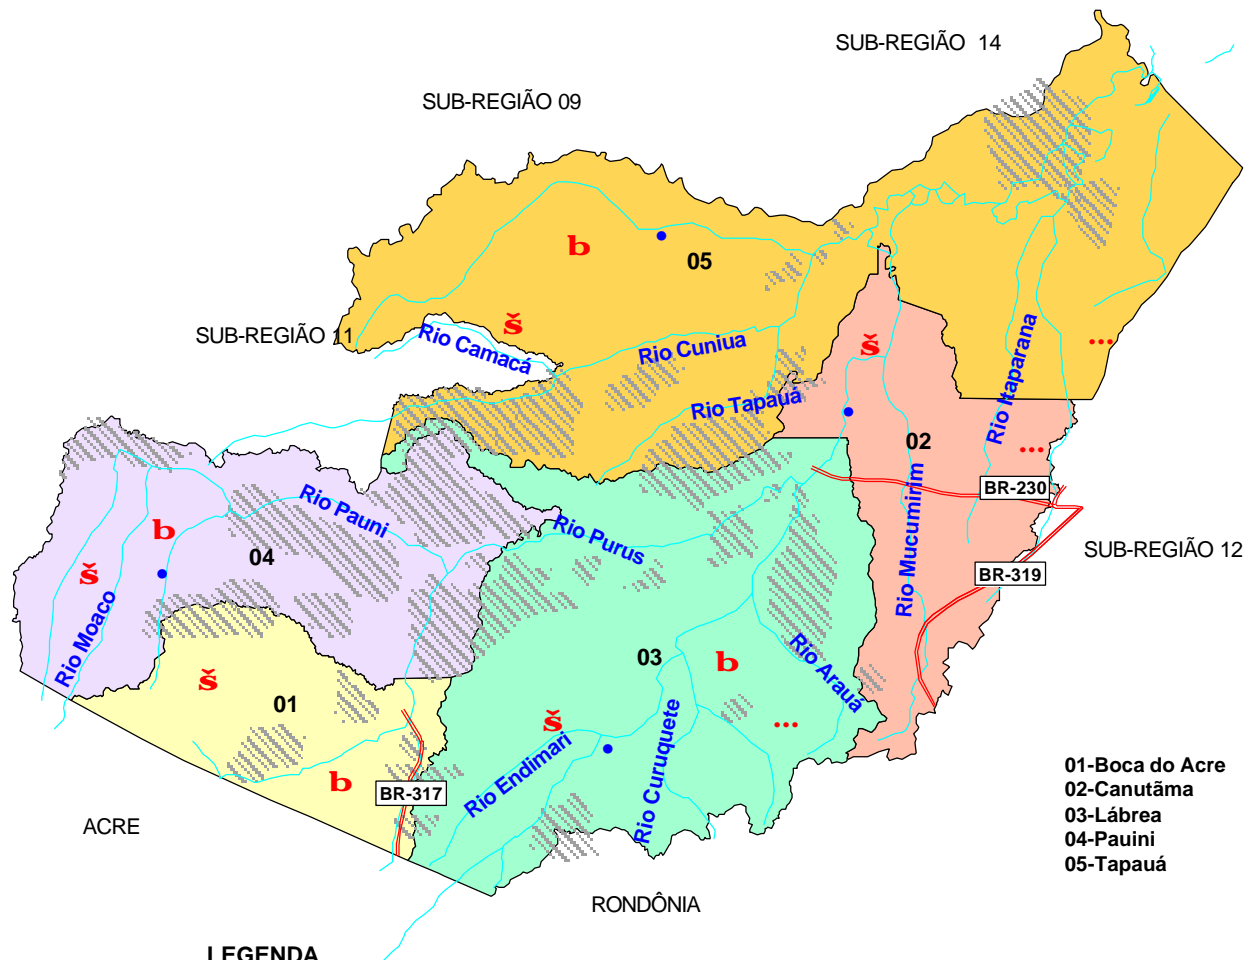 SUB-REGIÃO  14
SUB-REGIÃO 09
b
05
SUB-REGIÃO 11
š
Rio Camacá
Rio Cuniua
š
Rio Itaparana
...
Rio Tapauá
02
...
BR-230
Rio Pauni
Rio Purus
Rio Mucumirim
b
04
š
Rio Moaco
SUB-REGIÃO 12
BR-319
03
b
Rio Arauá
š
01
š
...
Rio Endimari
Rio Curuquete
b
BR-317
ACRE
RONDÔNIA
01-Boca do Acre
02-Canutãma
03-Lábrea
04-Pauini
05-Tapauá
LEGENDA